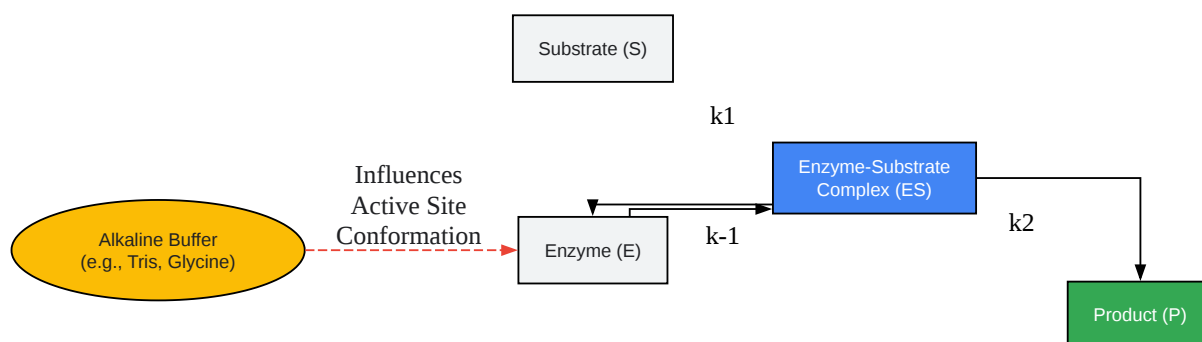 Substrate (S)
k1
Enzyme-Substrate
Complex (ES)
Influences
Active Site
Conformation
Alkaline Buffer
(e.g., Tris, Glycine)
Enzyme (E)
k-1
k2
Product (P)